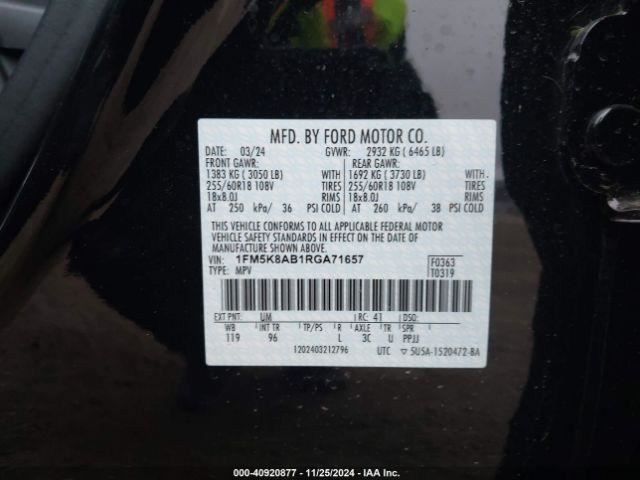 MFD. BY FORD MOTOR CO.
DATE: 03/24 GVWR: 2932 KG ( 6465 LB)
FRONT GAWR: REAR GAWR:
1383 KG ( 3050 LB) WITH 1692 KG ( 3730 LB) WITH
255/60R18 108V TIRES 255/60R18 108V TIRES
18x8.0J RIMS 18x8.0J RIMS
AT 250 kPa/ 36 PSI COLD AT 260 kPa/ 38 PSI COLD
THIS VEHICLE CONFORMS TO ALL APPLICABLE FEDERAL MOTOR
VEHICLE SAFETY AND THEFT PREVENTION STANDARDS IN EFFECT ON THE DATE OF
MANUFACTURE SHOWN ABOVE.
VIN: 1FM5K8AB1RGA71657 F0363
TYPE: MPV T0319
EXT PNT: UM RC: 41 DSO:
WB INT TR TP/PS R AXLE TR SPR
119 96 L 3C U PPJJ
1202403212796 UTC 5U5A-1520472-BA
000-40920877 - 11/25/2024 - IAA Inc.